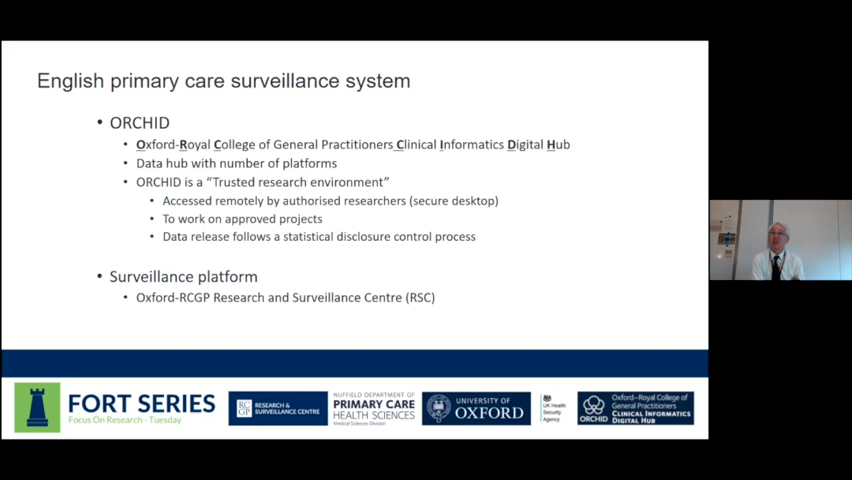 English primary care surveillance system
• ORCHID
• Oxford-Royal College of General Practitioners Clinical Informatics Digital Hub
• Data hub with number of platforms
• ORCHID is a “Trusted research environment”
• Accessed remotely by authorised researchers (secure desktop)
• To work on approved projects
• Data release follows a statistical disclosure control process
• Surveillance platform
• Oxford-RCGP Research and Surveillance Centre (RSC)
FORT SERIES
Focus On Research - Tuesday
RC
GP
RESEARCH &
SURVEILLANCE CENTRE
NUFFIELD DEPARTMENT OF
PRIMARY CARE
HEALTH SCIENCES
Medical Sciences Division
UNIVERSITY OF
OXFORD
UK Health
Security
Agency
ORCHID
Oxford–Royal College of
General Practitioners
CLINICAL INFORMATICS
DIGITAL HUB